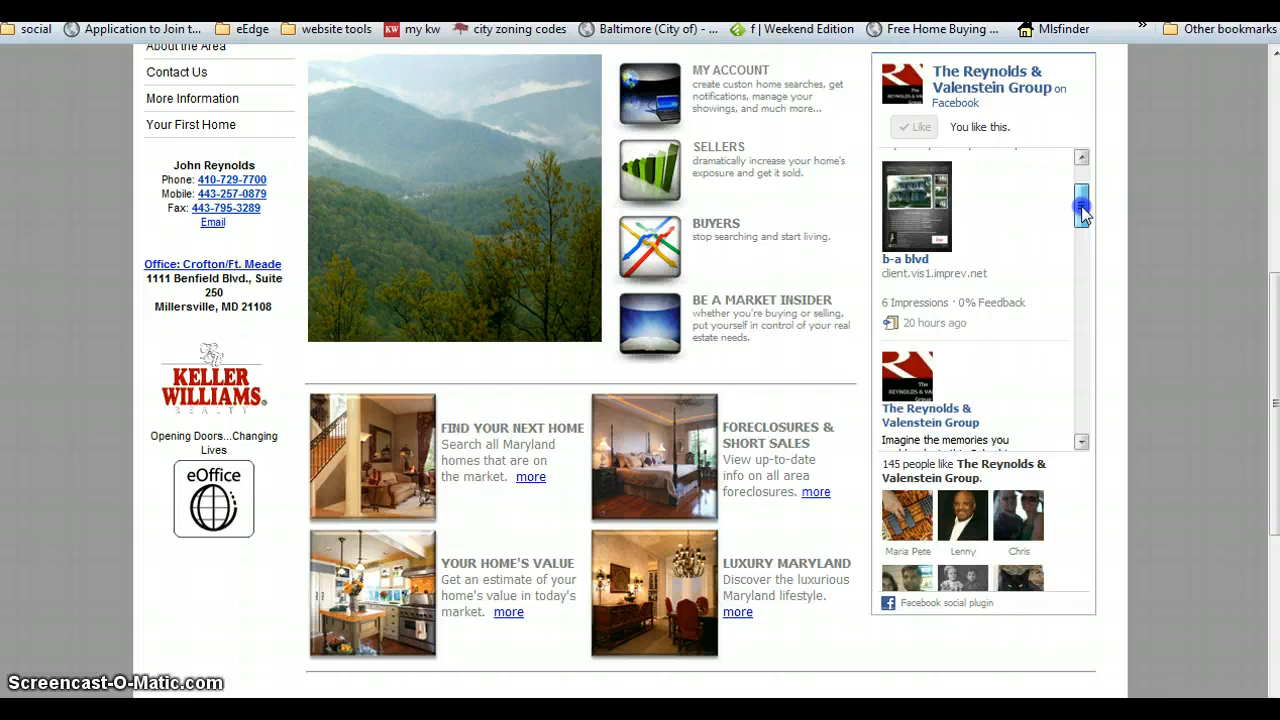 social
Application to Join t...
eEdge
website tools
my kw
city zoning codes
Baltimore (City of) - ...
f | Weekend Edition
Free Home Buying ...
Mlsfinder
»
Other bookmarks
About the Area
Contact Us
More Information
Your First Home
John Reynolds
Phone: 410-729-7700
Mobile: 443-257-0879
Fax: 443-795-3289
Email
Office: Crofton/Ft. Meade
1111 Benfield Blvd., Suite
250
Millersville, MD 21108
KELLER
WILLIAMS
REALTY
Opening Doors...Changing
Lives
eOffice
MY ACCOUNT
create custon home searches, get
notifications, manage your
showings, and much more...
SELLERS
dramatically increase your home's
exposure and get it sold.
BUYERS
stop searching and start living.
BE A MARKET INSIDER
whether you're buying or selling,
put yourself in control of your real
estate needs.
FIND YOUR NEXT HOME
Search all Maryland
homes that are on
the market. more
FORECLOSURES &
SHORT SALES
View up-to-date
info on all area
foreclosures. more
YOUR HOME'S VALUE
Get an estimate of your
home's value in today's
market. more
LUXURY MARYLAND
Discover the luxurious
Maryland lifestyle.
more
The Reynolds &
Valenstein Group on
Facebook
Like
You like this.
b-a blvd
client.vis1.imprev.net
6 Impressions · 0% Feedback
20 hours ago
The Reynolds &
Valenstein Group
Imagine the memories you
145 people like The Reynolds &
Valenstein Group.
Maria Pete
Lenny
Chris
Facebook social plugin
Screencast-O-Matic.com